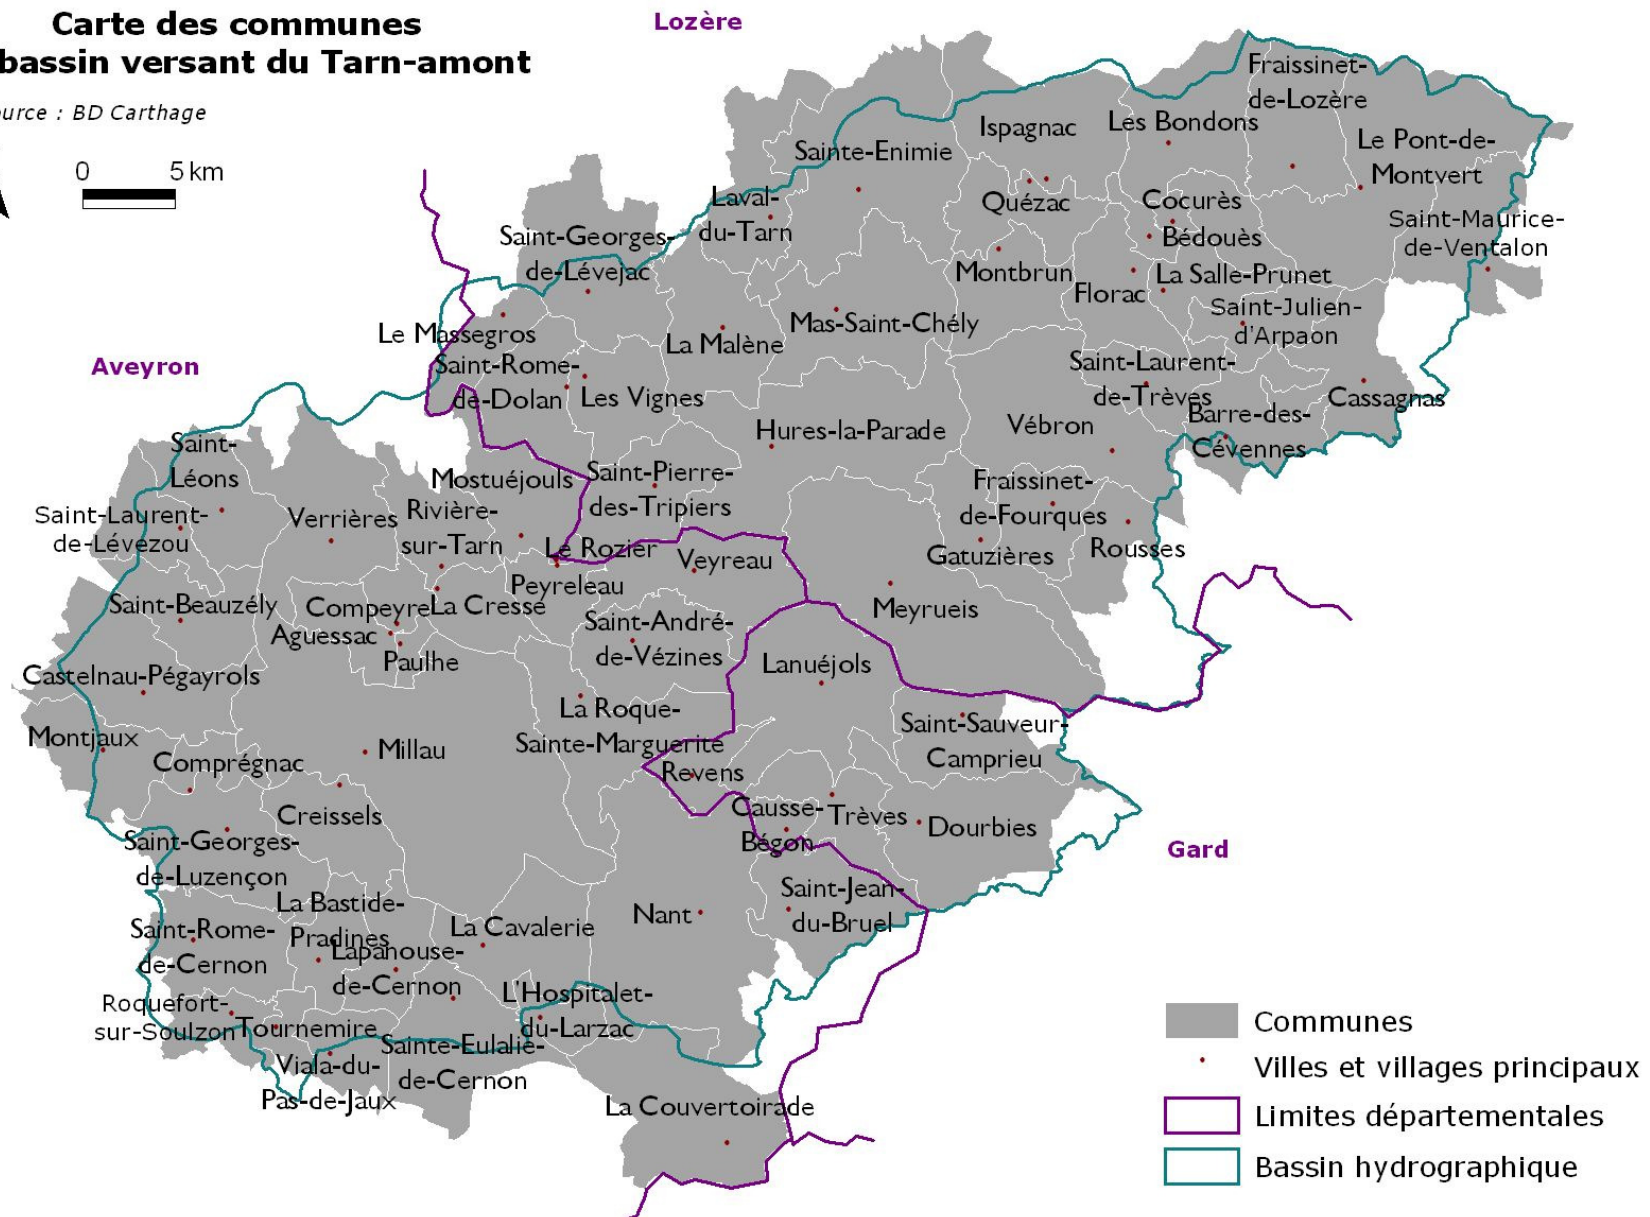 Carte des communes
bassin versant du Tarn-amont
urce : BD Carthage
0 5 km
Lozère
Aveyron
Gard
Fraissinet-
de-Lozère
Ispagnac
Les Bondons
Le Pont-de-
Montvert
Sainte-Enimie
Laval-
du-Tarn
Quézac
Cocurès
Bédouès
Saint-Maurice-
de-Ventalon
Saint-Georges-
de-Lévejac
Montbrun
La Salle-Prunet
Florac
Saint-Julien-
d'Arpaon
Le Massegros
La Malène
Mas-Saint-Chély
Saint-Rome-
de-Dolan
Les Vignes
Saint-Laurent-
de-Trèves
Cassagnas
Barre-des-
Cévennes
Hures-la-Parade
Vébron
Saint-
Léons
Mostuéjouls
Saint-Pierre-
des-Tripiers
Fraissinet-
de-Fourques
Saint-Laurent-
de-Lévezou
Verrières
Rivière-
sur-Tarn
Le Rozier
Veyreau
Gatuzières
Rousses
Peyreleau
Saint-Beauzély
Compeyre
La Cresse
Meyrueis
Aguessac
Paulhe
Saint-André-
de-Vézines
Lanuéjols
Castelnau-Pégayrols
La Roque-
Sainte-Marguerite
Saint-Sauveur-
Camprieu
Montjaux
Comprégnac
Millau
Revens
Creissels
Causse-
Bégon
Trèves
Dourbies
Saint-Georges-
de-Luzençon
La Bastide-
Pradines
Saint-Jean-
du-Bruel
Saint-Rome-
de-Cernon
Lapanouse-
de-Cernon
La Cavalerie
Nant
Roquefort-
sur-Soulzon
Tournemire
L'Hospitalet-
du-Larzac
Sainte-Eulalie-
de-Cernon
Viala-du-
Pas-de-Jaux
La Couvertoirade
Communes
Villes et villages principaux
Limites départementales
Bassin hydrographique